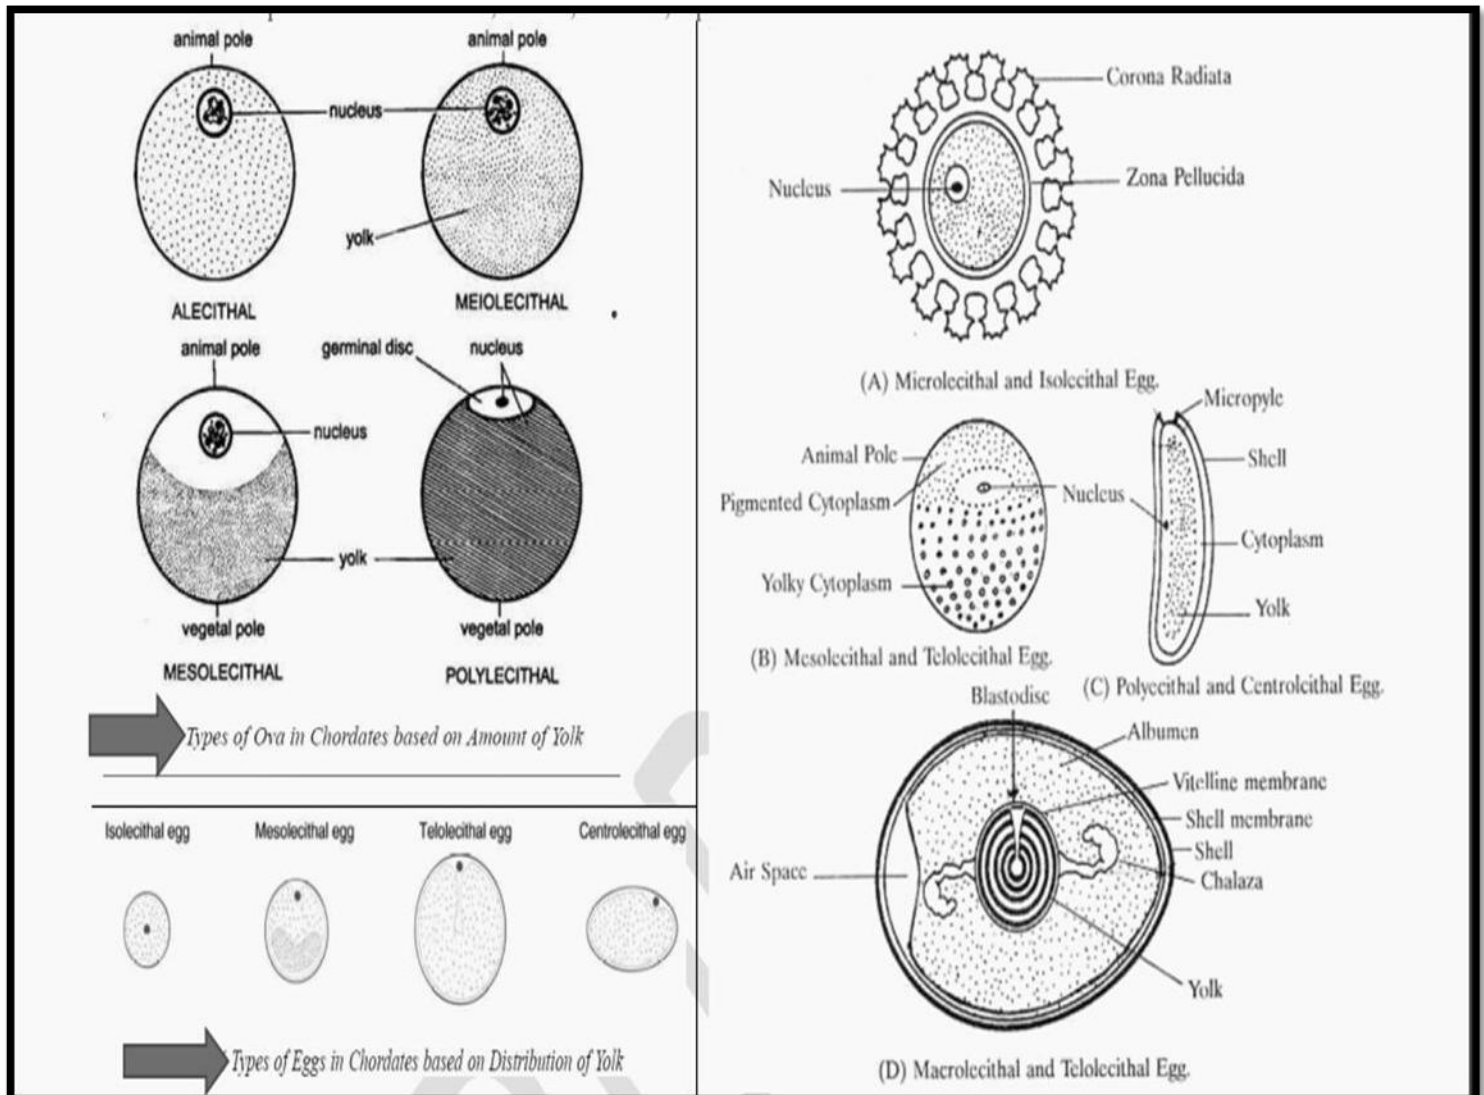 animal pole
animal pole
nucleus
yolk
ALECITHAL
MEIOLECITHAL
animal pole
germinal disc
nucleus
nucleus
yolk
vegetal pole
vegetal pole
MESOLECITHAL
POLYLECITHAL
Types of Ova in Chordates based on Amount of Yolk
Isolecithal egg
Mesolecithal egg
Telolecithal egg
Centrolecithal egg
Types of Eggs in Chordates based on Distribution of Yolk
Corona Radiata
Nucleus
Zona Pellucida
(A) Microlecithal and Isolecithal Egg.
Animal Pole
Pigmented Cytoplasm
Nucleus
Yolky Cytoplasm
(B) Mesolecithal and Telolecithal Egg.
Micropyle
Shell
Cytoplasm
Yolk
(C) Polyecithal and Centrolcithal Egg.
Blastodisc
Albumen
Vitelline membrane
Shell membrane
Shell
Air Space
Chalaza
Yolk
(D) Macrolecithal and Telolecithal Egg.